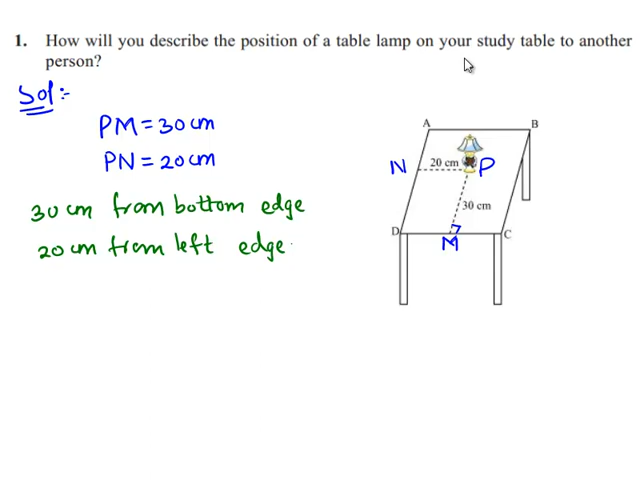 1. How will you describe the position of a table lamp on your study table to another
person?
Sol:-
PM = 30 cm
PN = 20 cm
30 cm from bottom edge
20 cm from left edge
A
B
N
20 cm
P
30 cm
D
M
C